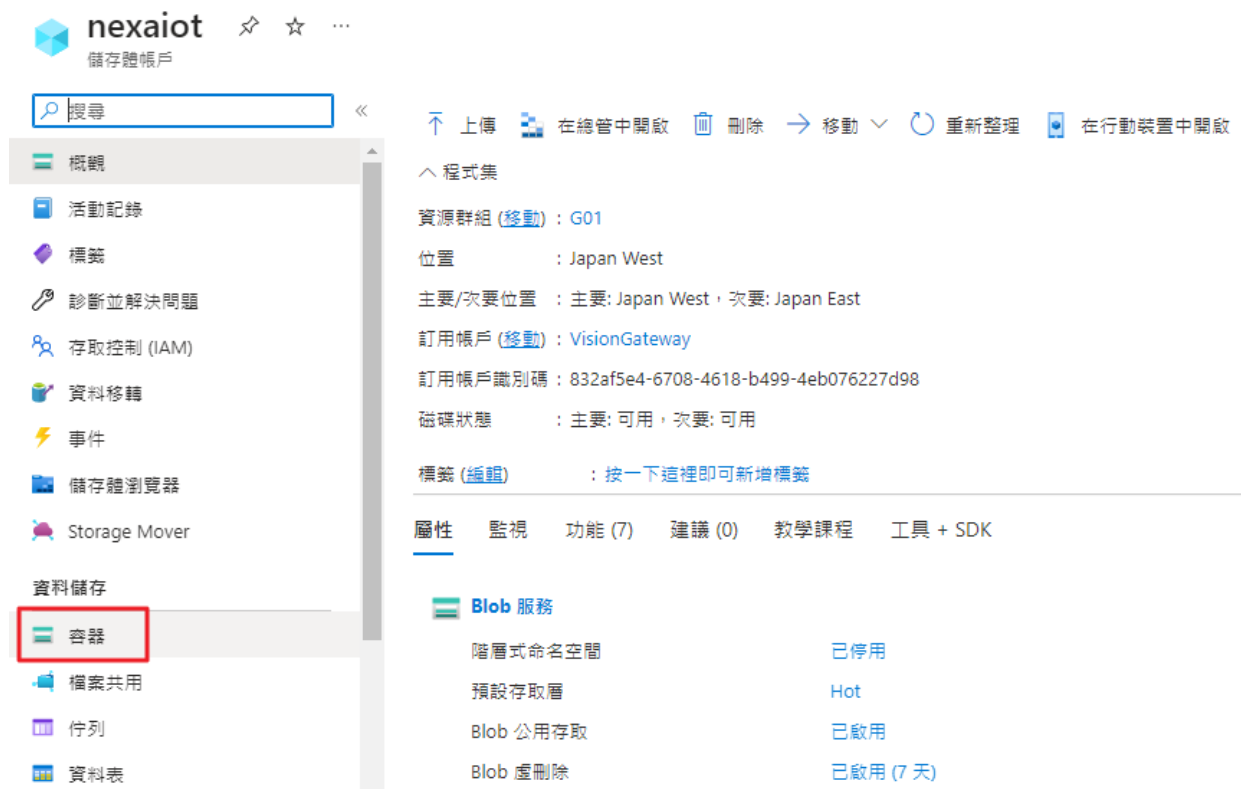 nexaiot
儲存體帳戶
搜尋
概觀
活動記錄
標籤
診斷並解決問題
存取控制 (IAM)
資料移轉
事件
儲存體瀏覽器
Storage Mover
資料儲存
容器
檔案共用
佇列
資料表
上傳 在總管中開啟 刪除 移動 重新整理 在行動裝置中開啟
程式集
資源群組 (移動) : G01
位置 : Japan West
主要/次要位置 : 主要: Japan West，次要: Japan East
訂用帳戶 (移動) : VisionGateway
訂用帳戶識別碼 : 832af5e4-6708-4618-b499-4eb076227d98
磁碟狀態 : 主要: 可用，次要: 可用
標籤 (編輯) : 按一下這裡即可新增標籤
屬性 監視 功能 (7) 建議 (0) 教學課程 工具 + SDK
Blob 服務
階層式命名空間 已停用
預設存取層 Hot
Blob 公用存取 已啟用
Blob 虛刪除 已啟用 (7 天)